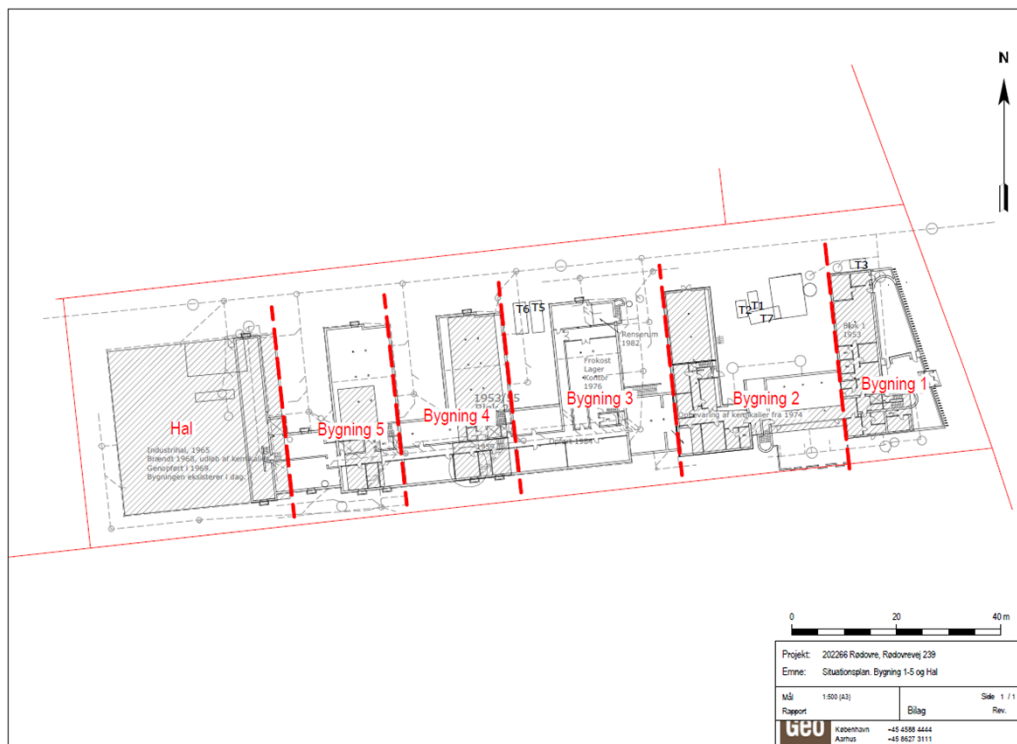 N
T3
T1
T2
T7
T6
T5
Renserum
1982
Blok 1
1953
Frokost
Lager
Kontor
1976
1953/55
Bygning 1
Bygning 2
Bygning 3
Bygning 4
Bygning 5
Hal
Opbevaring af kemikalier fra 1974
Industrihal, 1965
Brændt 1968, udløb af kemikalier
Genopført i 1969.
Bygningen eksisterer i dag.
0 20 40 m
Projekt: 202266 Rødovre, Rødovrevej 239
Emne: Situationsplan. Bygning 1-5 og Hal
Mål 1:500 (A3) Side 1 / 1
Rapport Bilag Rev.
Geo København +45 4588 4444
Aarhus +45 8627 3111